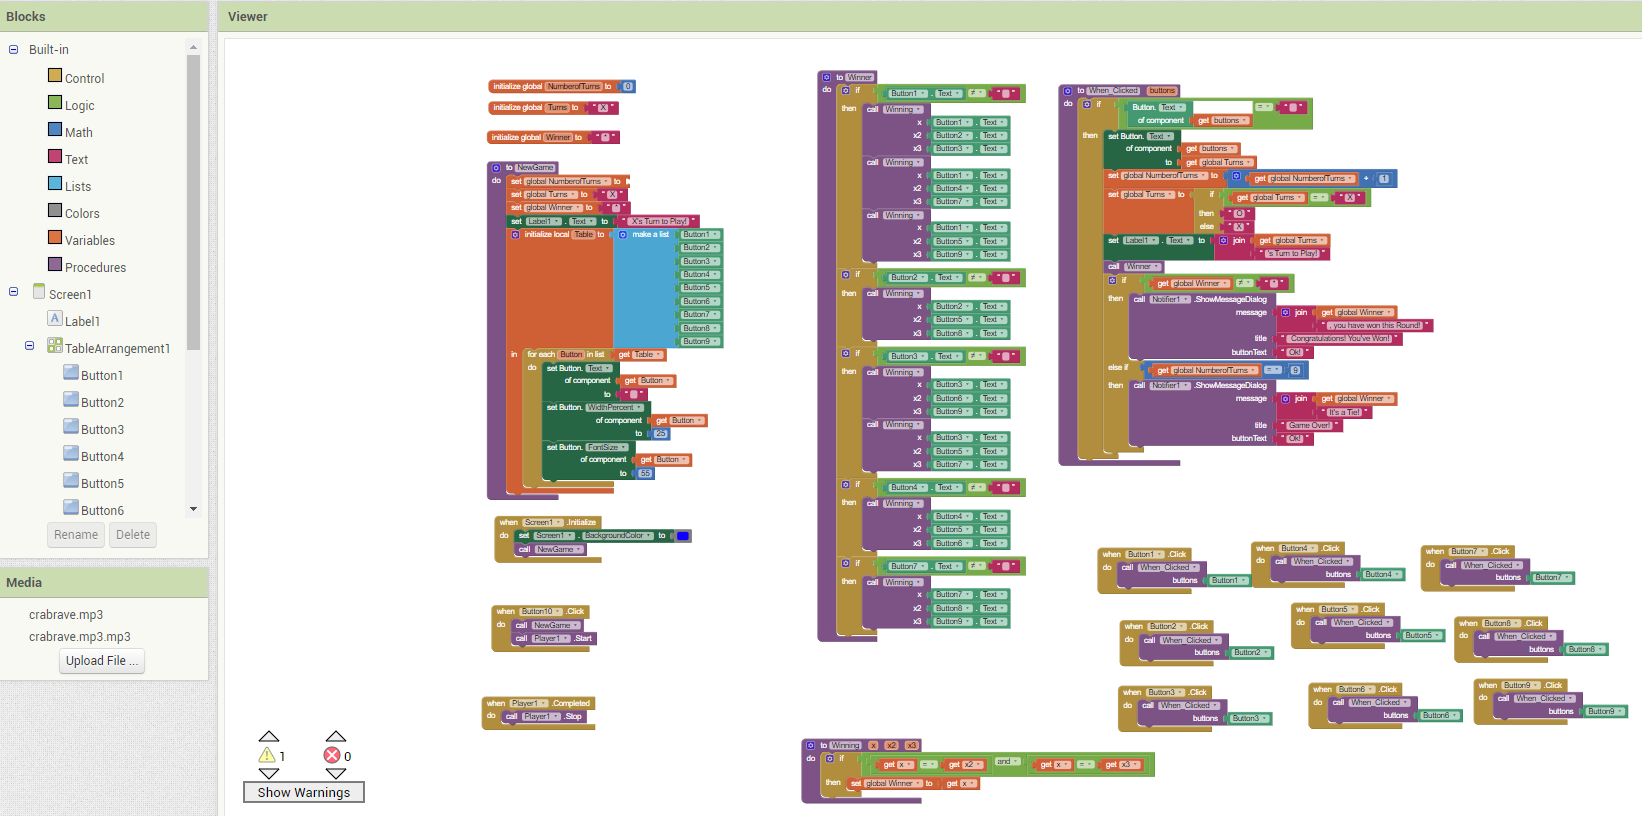 Blocks
Viewer
Built-in
Control
Logic
Math
Text
Lists
Colors
Variables
Procedures
Screen1
Label1
TableArrangement1
Button1
Button2
Button3
Button4
Button5
Button6
Rename Delete
Media
crabrave.mp3
crabrave.mp3.mp3
Upload File ...
initialize global NumberofTurns to 0
initialize global Turns to " X "
initialize global Winner to " "
to NewGame
do set global NumberofTurns to
set global Turns to " X "
set global Winner to " "
set Label1 . Text to " X's Turn to Play! "
initialize local Table to make a list Button1
Button2
Button3
Button4
Button5
Button6
Button7
Button8
Button9
in for each Button in list get Table
do set Button. Text
of component get Button
to " "
set Button. WidthPercent
of component get Button
to 25
set Button. FontSize
of component get Button
to 55
when Screen1 .Initialize
do set Screen1 . BackgroundColor to
call NewGame
when Button10 .Click
do call NewGame
call Player1 .Start
when Player1 .Completed
do call Player1 .Stop
1 0
Show Warnings
to Winner
do if Button1 . Text ≠ " "
then call Winning
x Button1 . Text
x2 Button2 . Text
x3 Button3 . Text
call Winning
x Button1 . Text
x2 Button4 . Text
x3 Button7 . Text
call Winning
x Button1 . Text
x2 Button5 . Text
x3 Button9 . Text
if Button2 . Text ≠ " "
then call Winning
x Button2 . Text
x2 Button5 . Text
x3 Button8 . Text
if Button3 . Text ≠ " "
then call Winning
x Button3 . Text
x2 Button6 . Text
x3 Button9 . Text
call Winning
x Button3 . Text
x2 Button5 . Text
x3 Button7 . Text
if Button4 . Text ≠ " "
then call Winning
x Button4 . Text
x2 Button5 . Text
x3 Button6 . Text
if Button7 . Text ≠ " "
then call Winning
x Button7 . Text
x2 Button8 . Text
x3 Button9 . Text
to When_Clicked buttons
do if Button. Text = " "
of component get buttons
then set Button. Text
of component get buttons
to get global Turns
set global NumberofTurns to get global NumberofTurns + 1
set global Turns to if get global Turns = " X "
then " O "
else " X "
set Label1 . Text to join get global Turns
" 's Turn to Play! "
call Winner
if get global Winner ≠ " "
then call Notifier1 .ShowMessageDialog
message join get global Winner
" , you have won this Round! "
title " Congratulations! You've Won! "
buttonText " Ok! "
else if get global NumberofTurns = 9
then call Notifier1 .ShowMessageDialog
message join get global Winner
" It's a Tie! "
title " Game Over! "
buttonText " Ok! "
when Button1 .Click
do call When_Clicked
buttons Button1
when Button4 .Click
do call When_Clicked
buttons Button4
when Button7 .Click
do call When_Clicked
buttons Button7
when Button2 .Click
do call When_Clicked
buttons Button2
when Button5 .Click
do call When_Clicked
buttons Button5
when Button8 .Click
do call When_Clicked
buttons Button8
when Button3 .Click
do call When_Clicked
buttons Button3
when Button6 .Click
do call When_Clicked
buttons Button6
when Button9 .Click
do call When_Clicked
buttons Button9
to Winning x x2 x3
do if get x = get x2 and get x = get x3
then set global Winner to get x